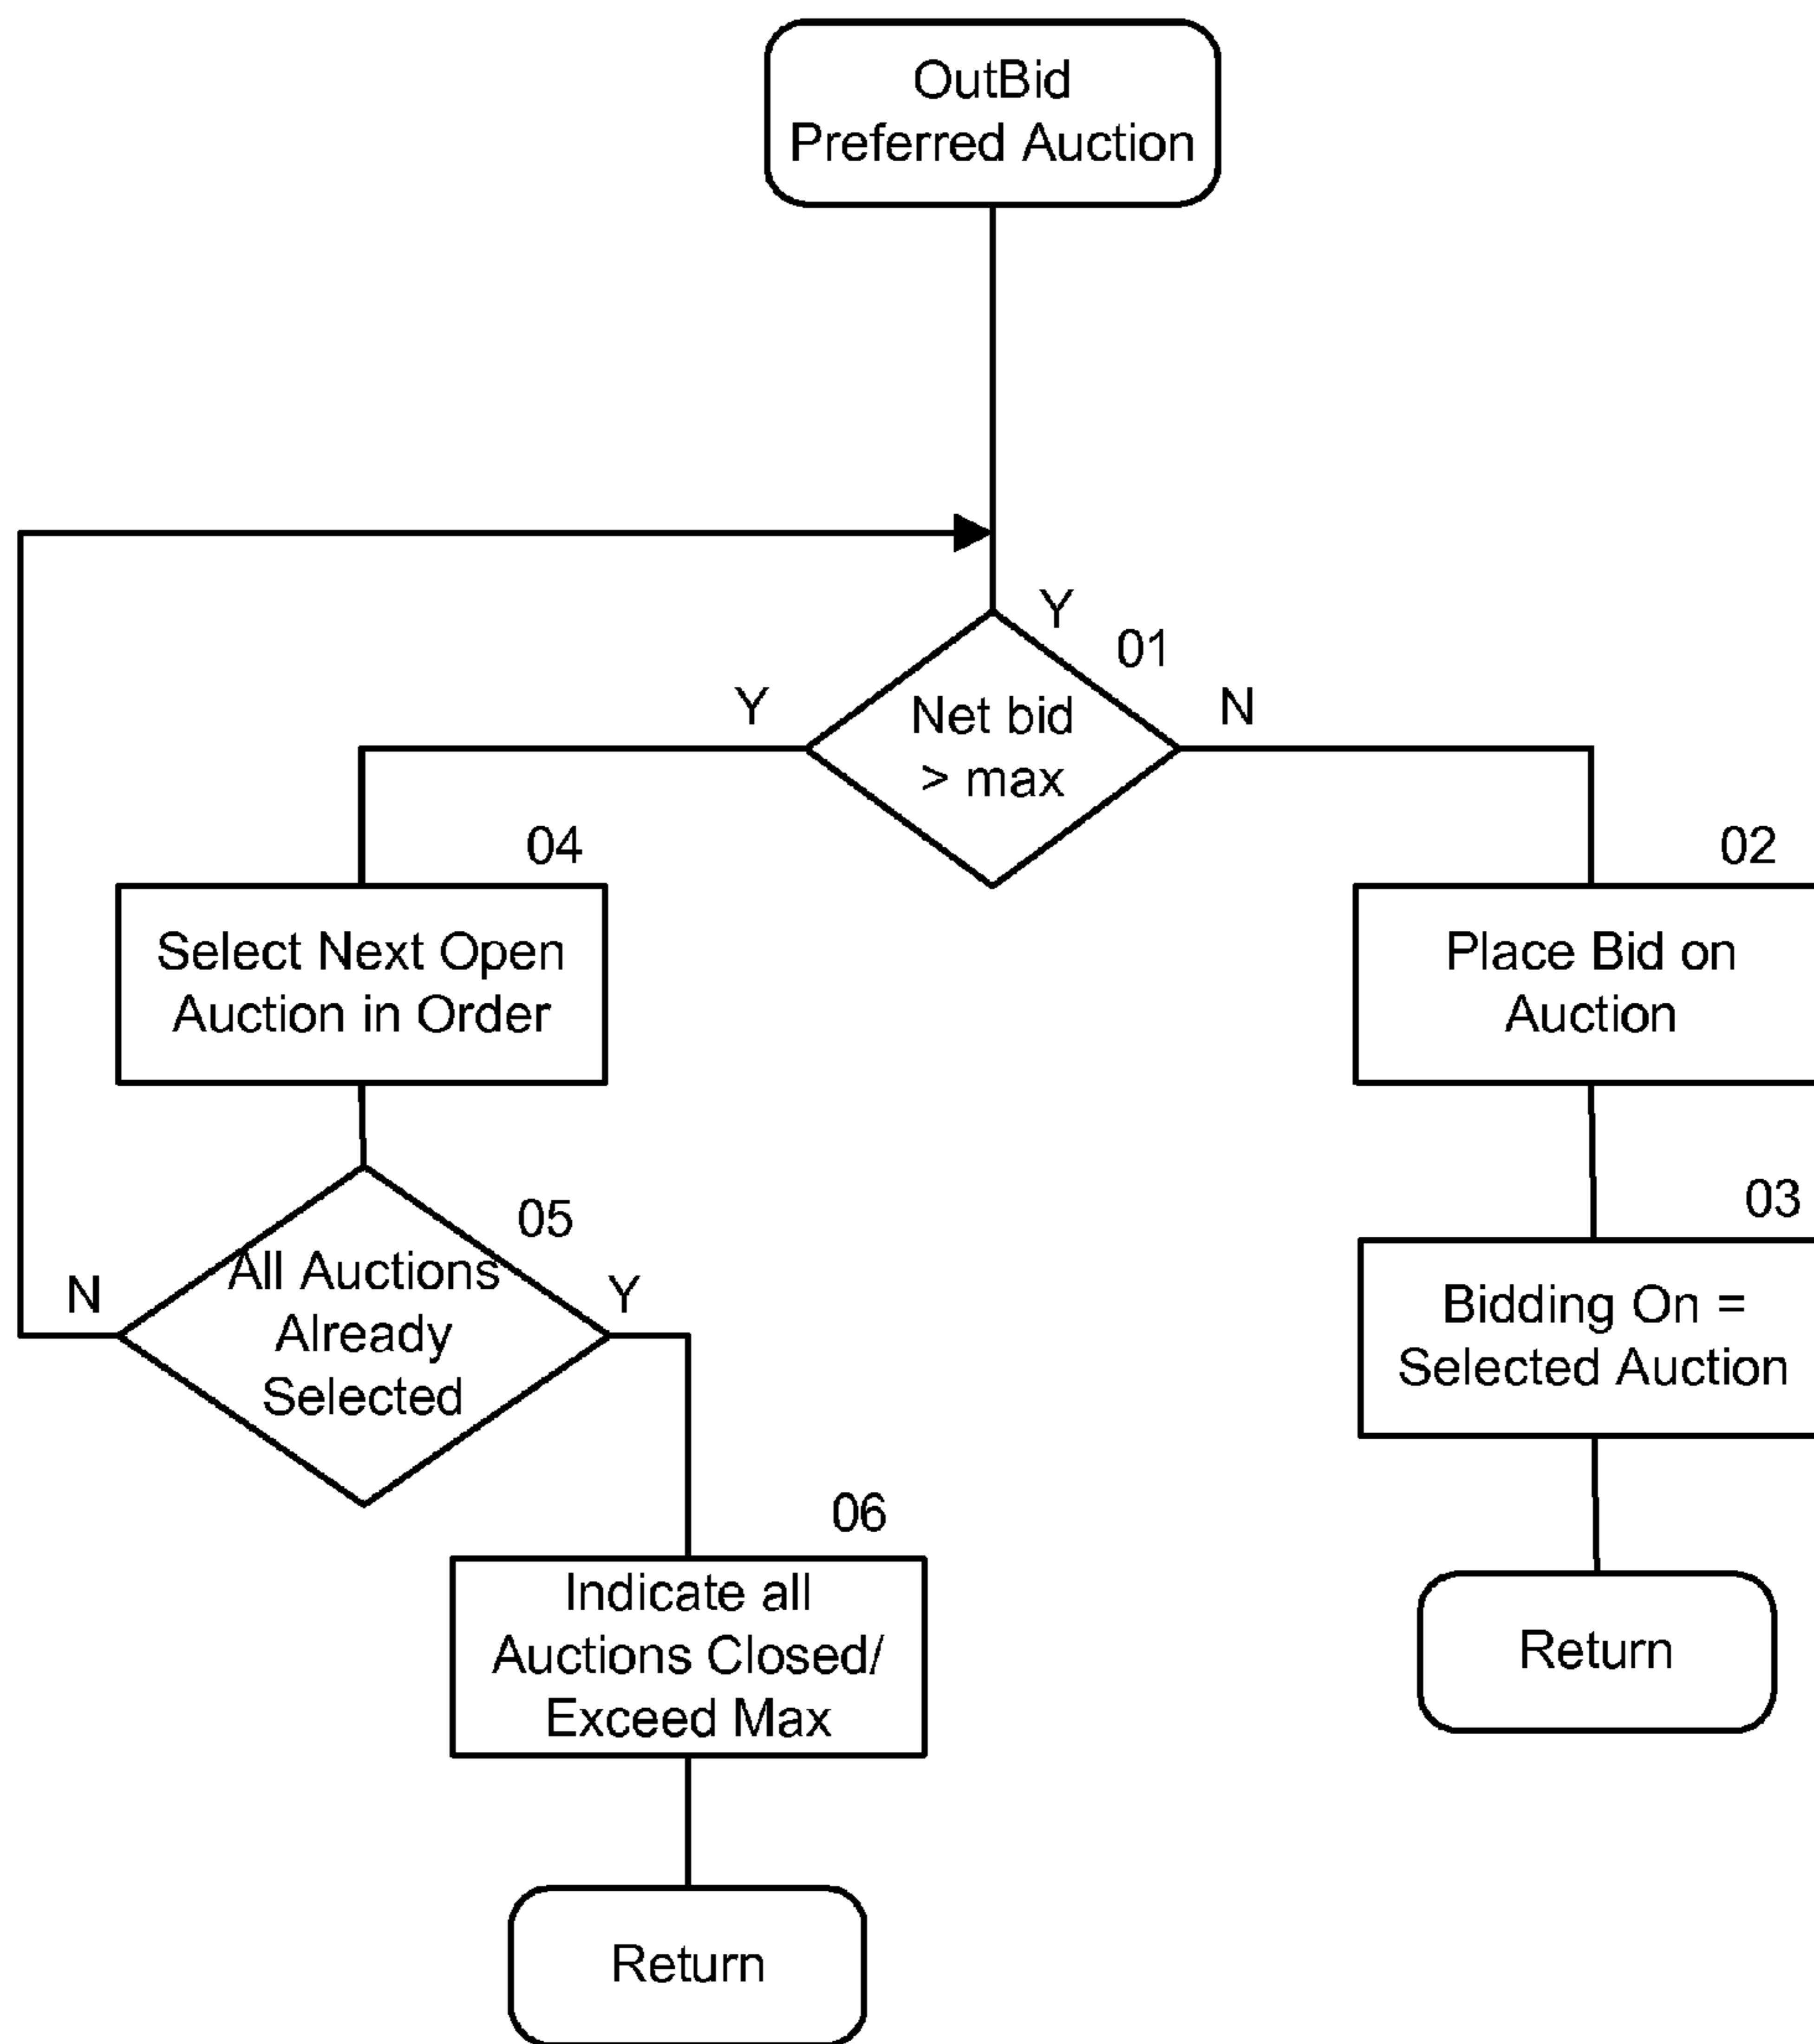 OutBid
Preferred Auction
Y
01
Y
Net bid
> max
N
04
Select Next Open
Auction in Order
02
Place Bid on
Auction
05
All Auctions
Already
Selected
N
Y
03
Bidding On =
Selected Auction
06
Indicate all
Auctions Closed/
Exceed Max
Return
Return